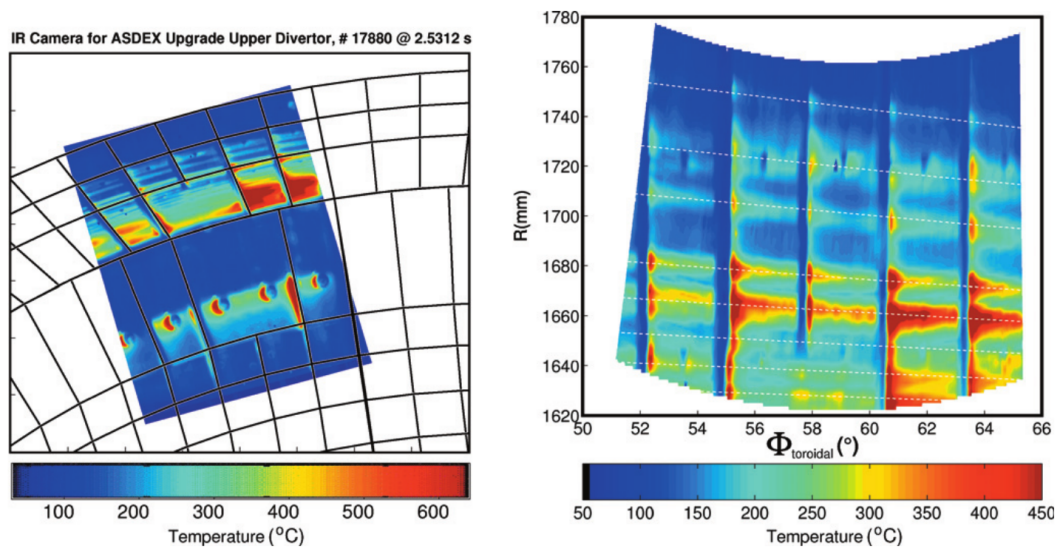 IR Camera for ASDEX Upgrade Upper Divertor, # 17880 @ 2.5312 s
100 200 300 400 500 600
Temperature (°C)
R(mm)
1780
1760
1740
1720
1700
1680
1660
1640
1620
50 52 54 56 58 60 62 64 66
Φtoroidal (°)
50 100 150 200 250 300 350 400 450
Temperature (°C)